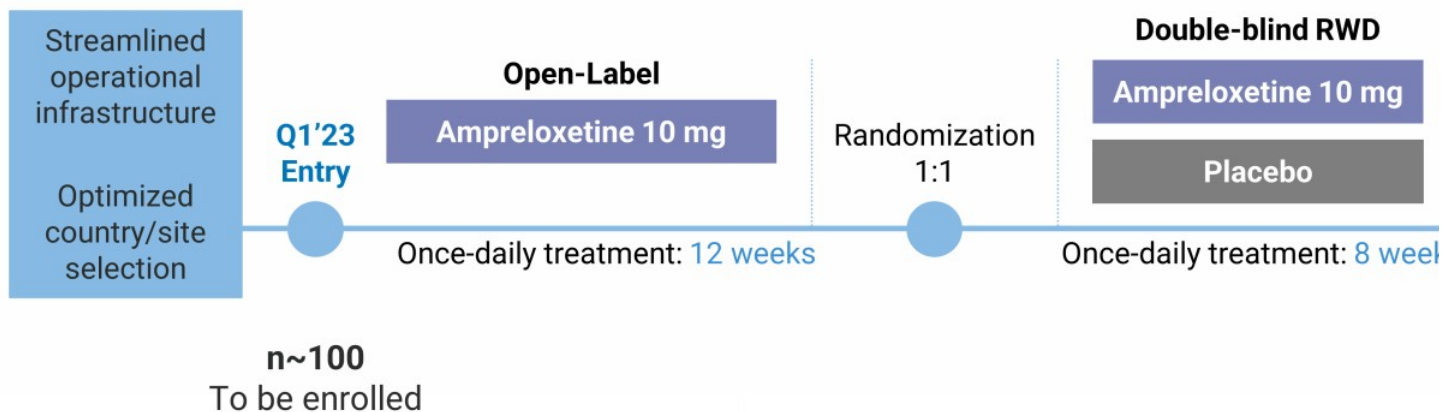 Streamlined
operational
infrastructure
Optimized
country/site
selection
Q1’23
Entry
n~100
To be enrolled
Open-Label
Ampreloxetine 10 mg
Once-daily treatment: 12 weeks
Randomization
1:1
Double-blind RWD
Ampreloxetine 10 mg
Placebo
Once-daily treatment: 8 week